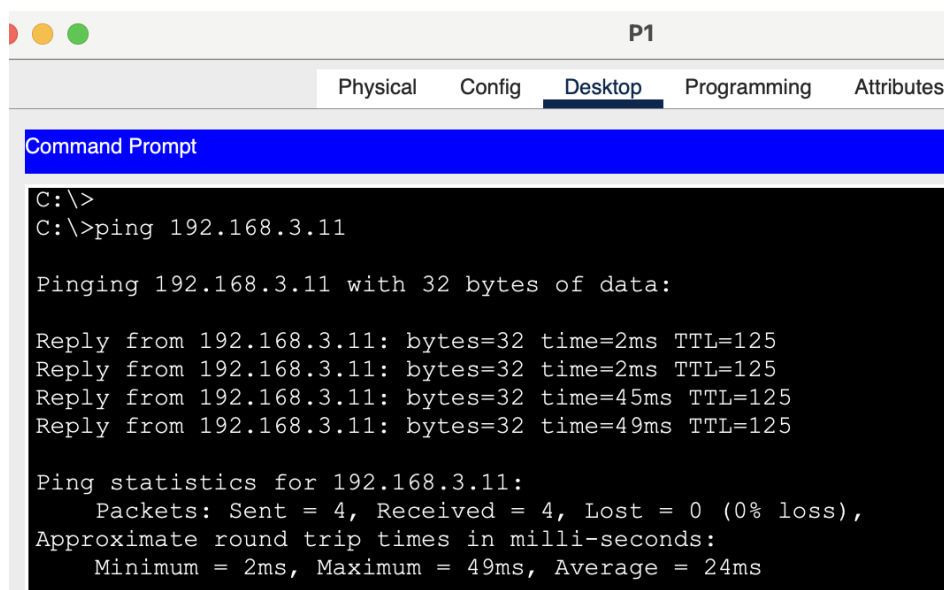 P1
Physical Config Desktop Programming Attributes
Command Prompt
C:\>
C:\>ping 192.168.3.11
Pinging 192.168.3.11 with 32 bytes of data:
Reply from 192.168.3.11: bytes=32 time=2ms TTL=125
Reply from 192.168.3.11: bytes=32 time=2ms TTL=125
Reply from 192.168.3.11: bytes=32 time=45ms TTL=125
Reply from 192.168.3.11: bytes=32 time=49ms TTL=125
Ping statistics for 192.168.3.11:
Packets: Sent = 4, Received = 4, Lost = 0 (0% loss),
Approximate round trip times in milli-seconds:
Minimum = 2ms, Maximum = 49ms, Average = 24ms